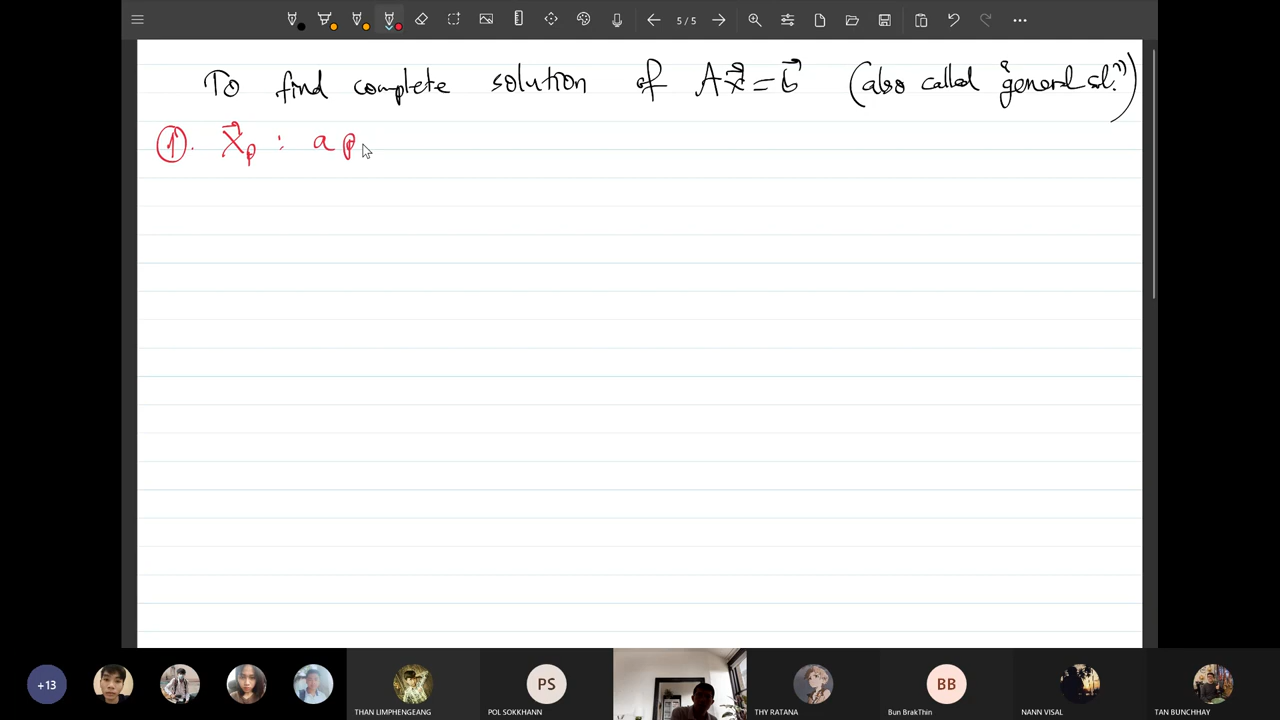 5/5
To find complete solution of Ax⃗ = b⃗ (also called "general sol.")
①. x⃗p : a p
+13
THAN LIMPHENGEANG
PS
POL SOKKHANN
THY RATANA
BB
Bun BrakThin
NANN VISAL
TAN BUNCHHAY